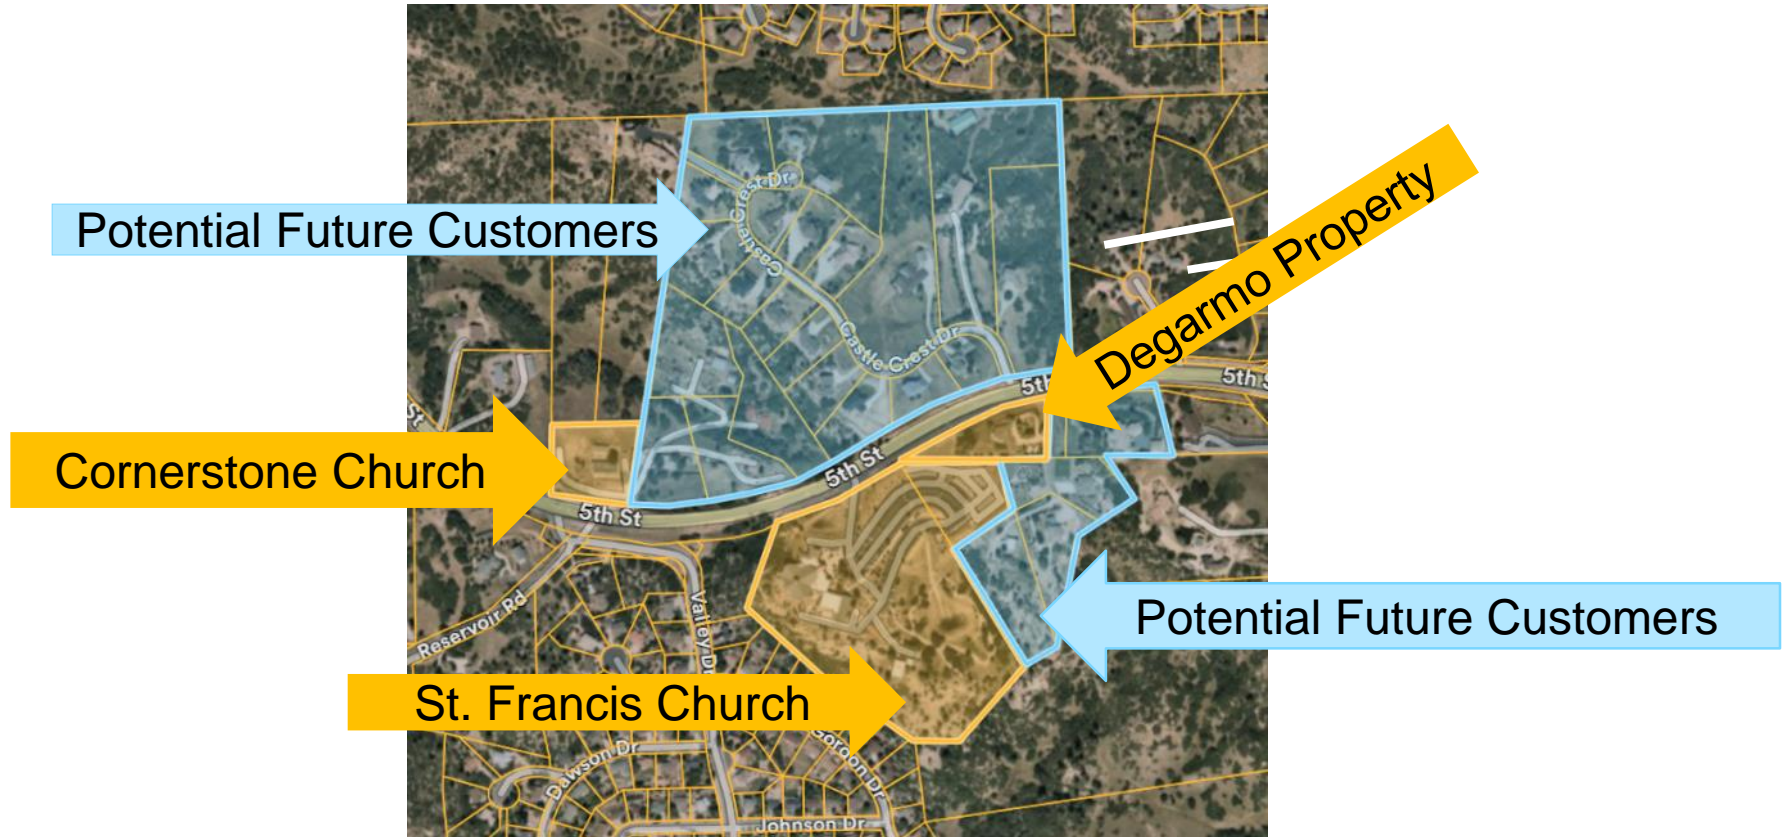 Castle Crest Dr
Potential Future Customers
Degarmo Property
Castle Crest Dr
5th
5th S
St
Cornerstone Church
5th St
5th St
Reservoir Rd
Valley D
Potential Future Customers
St. Francis Church
Gordon Dr
Dawson Dr
Johnson Dr